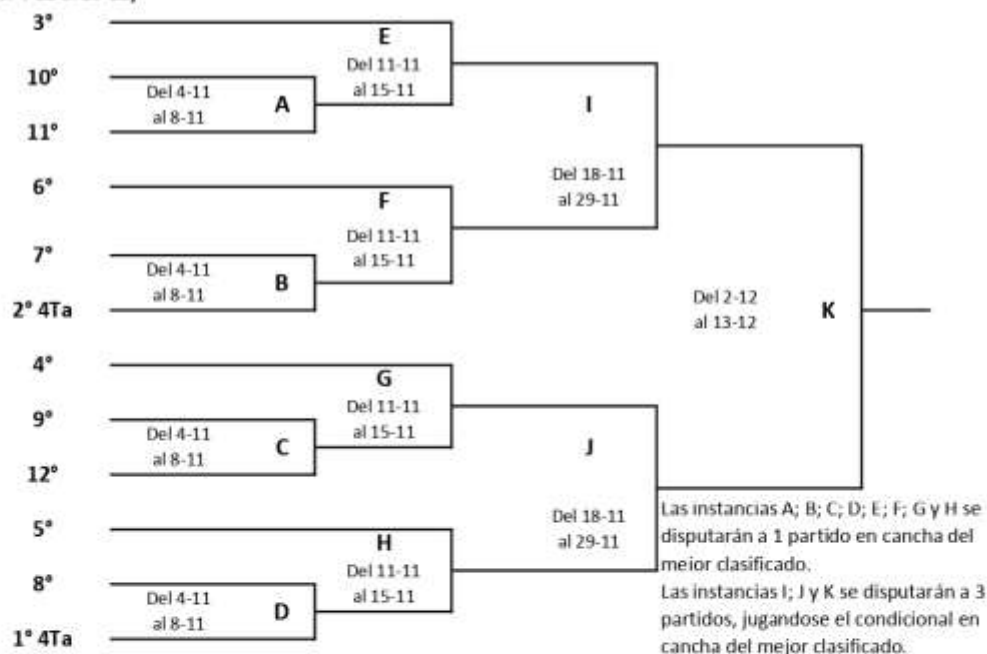 3°
E
Del 11-11
al 15-11
10°
Del 4-11
al 8-11
A
11°
I
Del 18-11
al 29-11
6°
F
Del 11-11
al 15-11
7°
Del 4-11
al 8-11
B
2° 4Ta
Del 2-12
al 13-12
K
4°
G
Del 11-11
al 15-11
9°
Del 4-11
al 8-11
C
12°
J
Del 18-11
al 29-11
5°
H
Del 11-11
al 15-11
8°
Del 4-11
al 8-11
D
1° 4Ta
Las instancias A; B; C; D; E; F; G y H se
disputarán a 1 partido en cancha del
mejor clasificado.
Las instancias I; J y K se disputarán a 3
partidos, jugandose el condicional en
cancha del mejor clasificado.